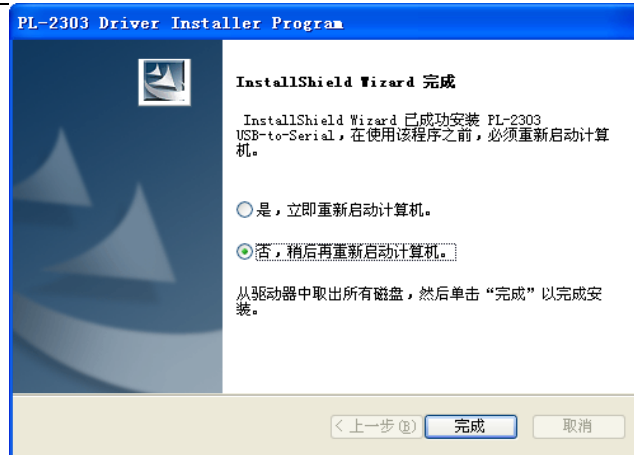 PL-2303 Driver Installer Program
InstallShield Wizard 完成
InstallShield Wizard 已成功安装 PL-2303
USB-to-Serial，在使用该程序之前，必须重新启动计算
机。
是，立即重新启动计算机。
否，稍后再重新启动计算机。
从驱动器中取出所有磁盘，然后单击“完成”以完成安
装。
< 上一步(B)
完成
取消